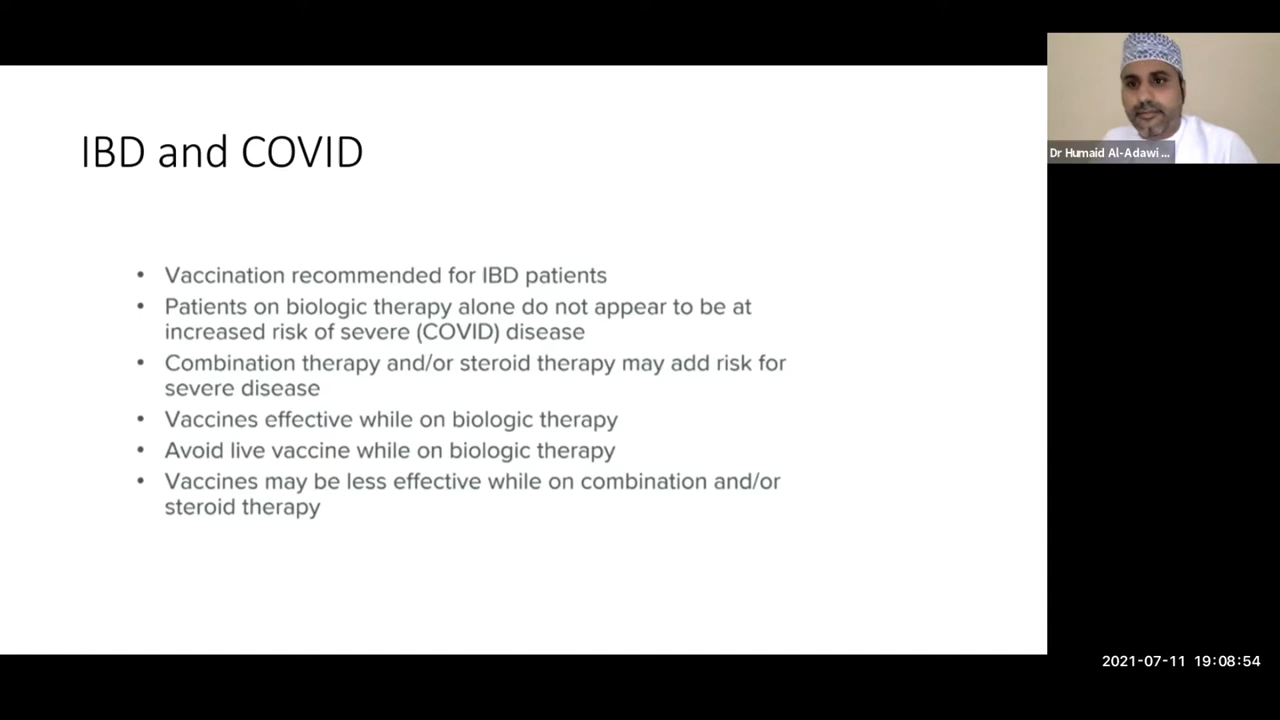 IBD and COVID
• Vaccination recommended for IBD patients
• Patients on biologic therapy alone do not appear to be at
increased risk of severe (COVID) disease
• Combination therapy and/or steroid therapy may add risk for
severe disease
• Vaccines effective while on biologic therapy
• Avoid live vaccine while on biologic therapy
• Vaccines may be less effective while on combination and/or
steroid therapy
Dr Humaid Al-Adawi ...
2021-07-11 19:08:54